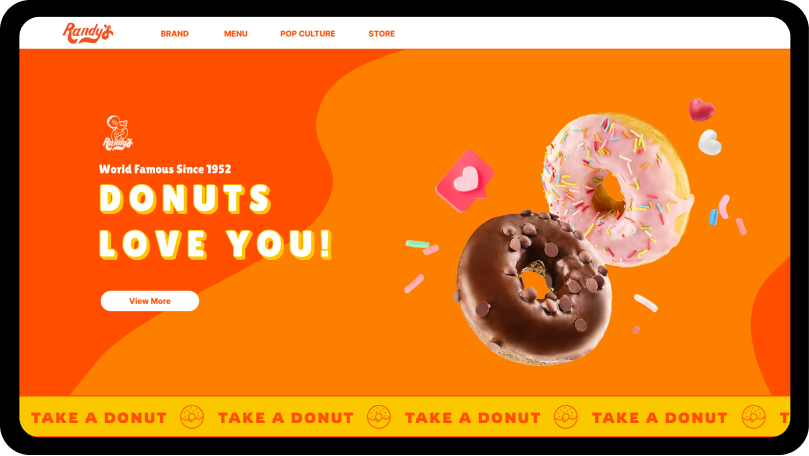 Randy's
BRAND MENU POP CULTURE STORE
Randy's
World Famous Since 1952
DONUTS
LOVE YOU!
View More
TAKE A DONUT TAKE A DONUT TAKE A DONUT TAKE A DONUT T